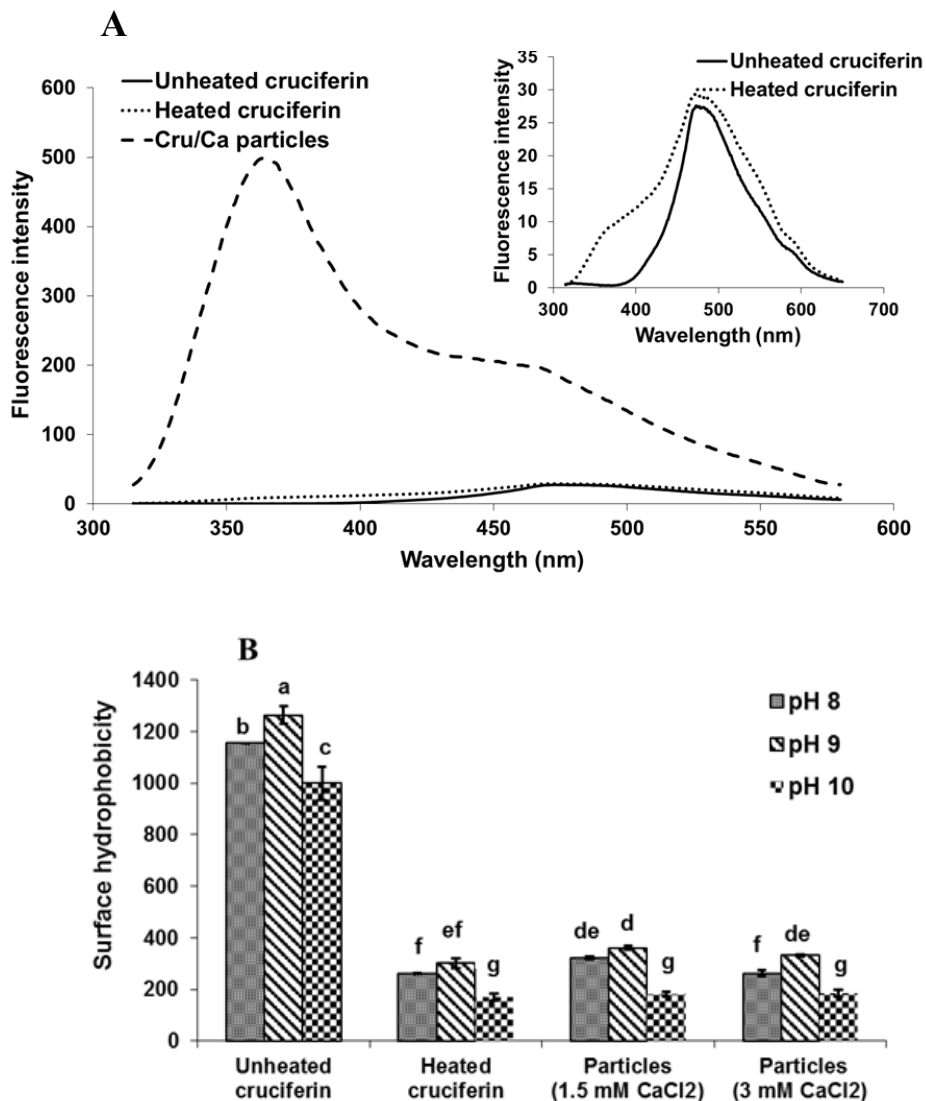 A
Fluorescence intensity
600
500
400
300
200
100
0
Unheated cruciferin
Heated cruciferin
Cru/Ca particles
300 350 400 450 500 550 600
Wavelength (nm)
Fluorescence intensity
35
30
25
20
15
10
5
0
Unheated cruciferin
Heated cruciferin
300 400 500 600 700
Wavelength (nm)
B
Surface hydrophobicity
1400
1200
1000
800
600
400
200
0
b a c
f ef g
de d g
f de g
pH 8
pH 9
pH 10
Unheated
cruciferin
Heated
cruciferin
Particles
(1.5 mM CaCl2)
Particles
(3 mM CaCl2)